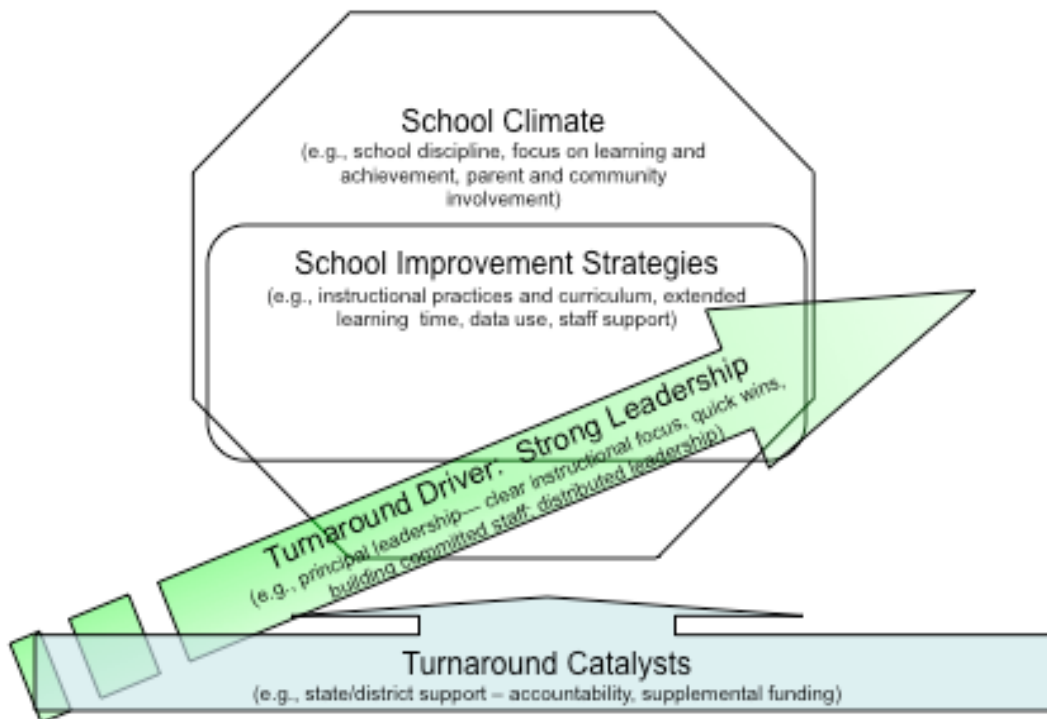 School Climate
(e.g., school discipline, focus on learning and
achievement, parent and community
involvement)
School Improvement Strategies
(e.g., instructional practices and curriculum, extended
learning time, data use, staff support)
Turnaround Driver: Strong Leadership
(e.g., principal leadership— clear instructional focus, quick wins,
building committed staff; distributed leadership)
Turnaround Catalysts
(e.g., state/district support – accountability, supplemental funding)